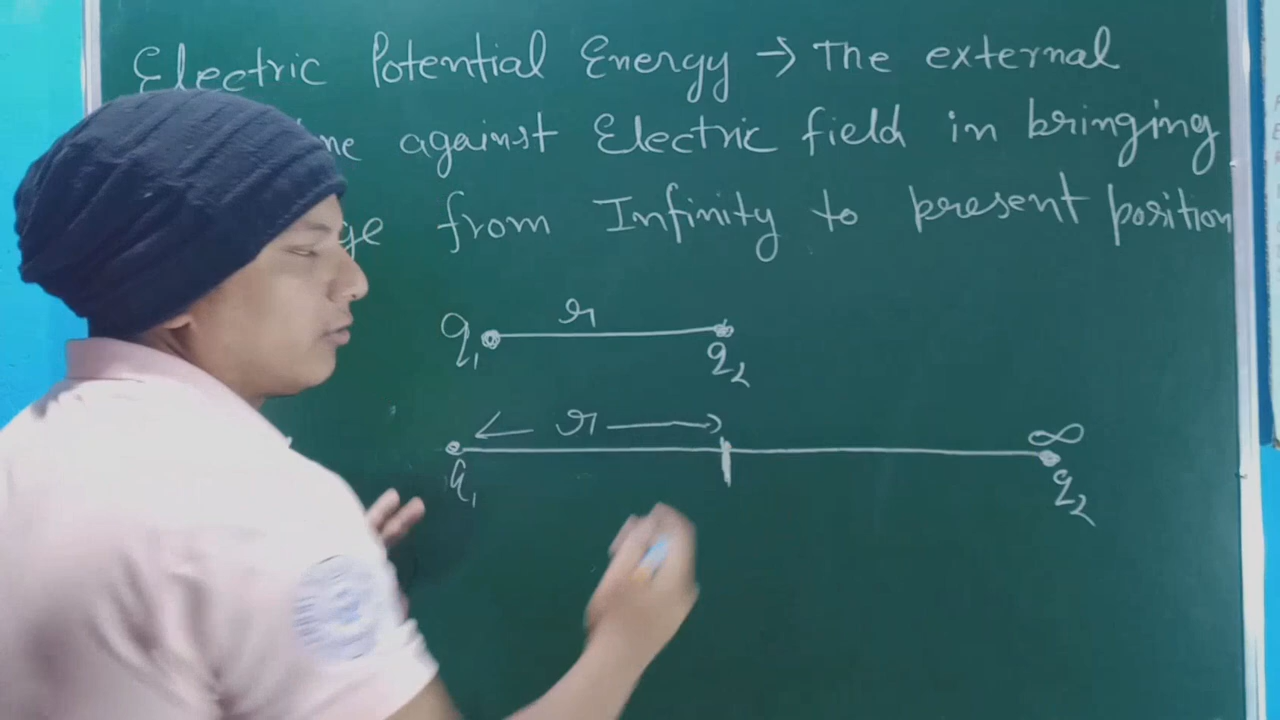 Electric Potential Energy → The external
against Electric field in bringing
from Infinity to present position
q₁ r q₂
← r →
∞
q₁ q₂